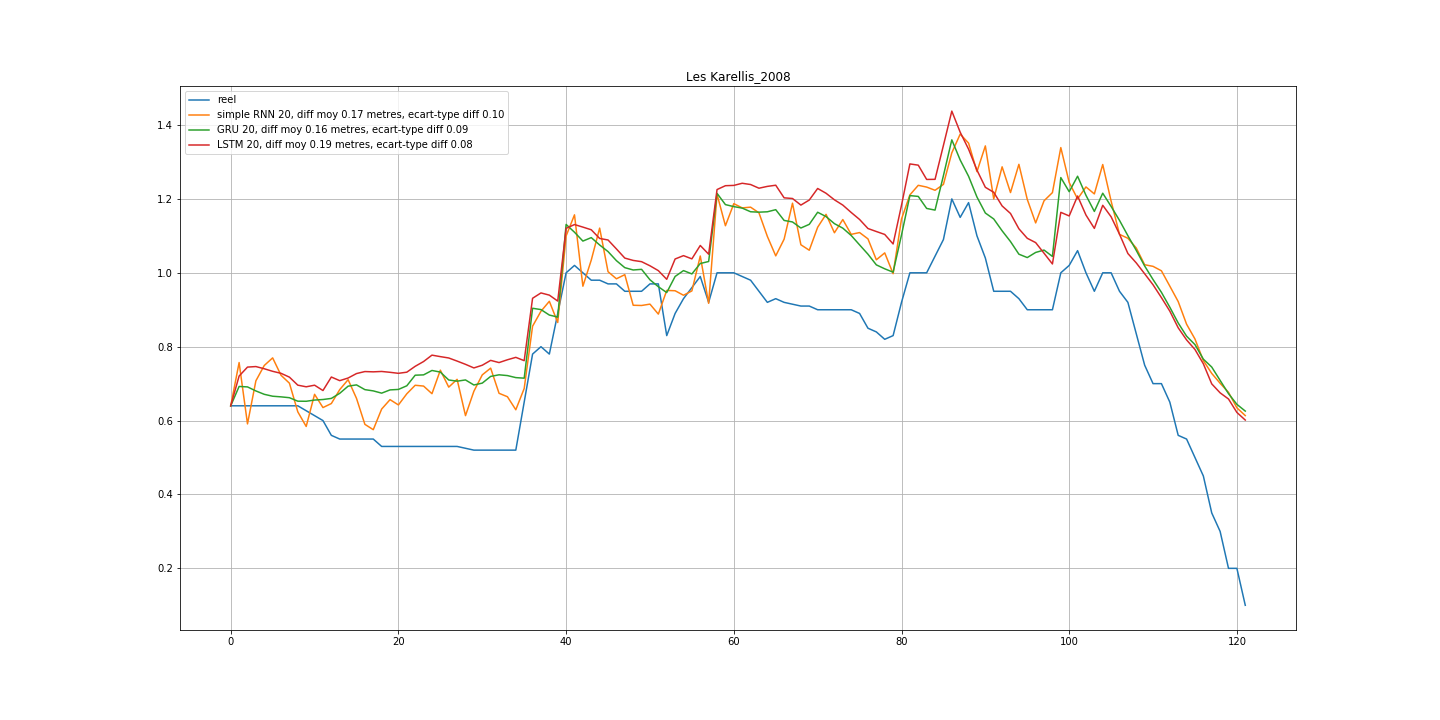 Les Karellis_2008
reel
simple RNN 20, diff moy 0.17 metres, ecart-type diff 0.10
GRU 20, diff moy 0.16 metres, ecart-type diff 0.09
LSTM 20, diff moy 0.19 metres, ecart-type diff 0.08
1.4
1.2
1.0
0.8
0.6
0.4
0.2
0 20 40 60 80 100 120